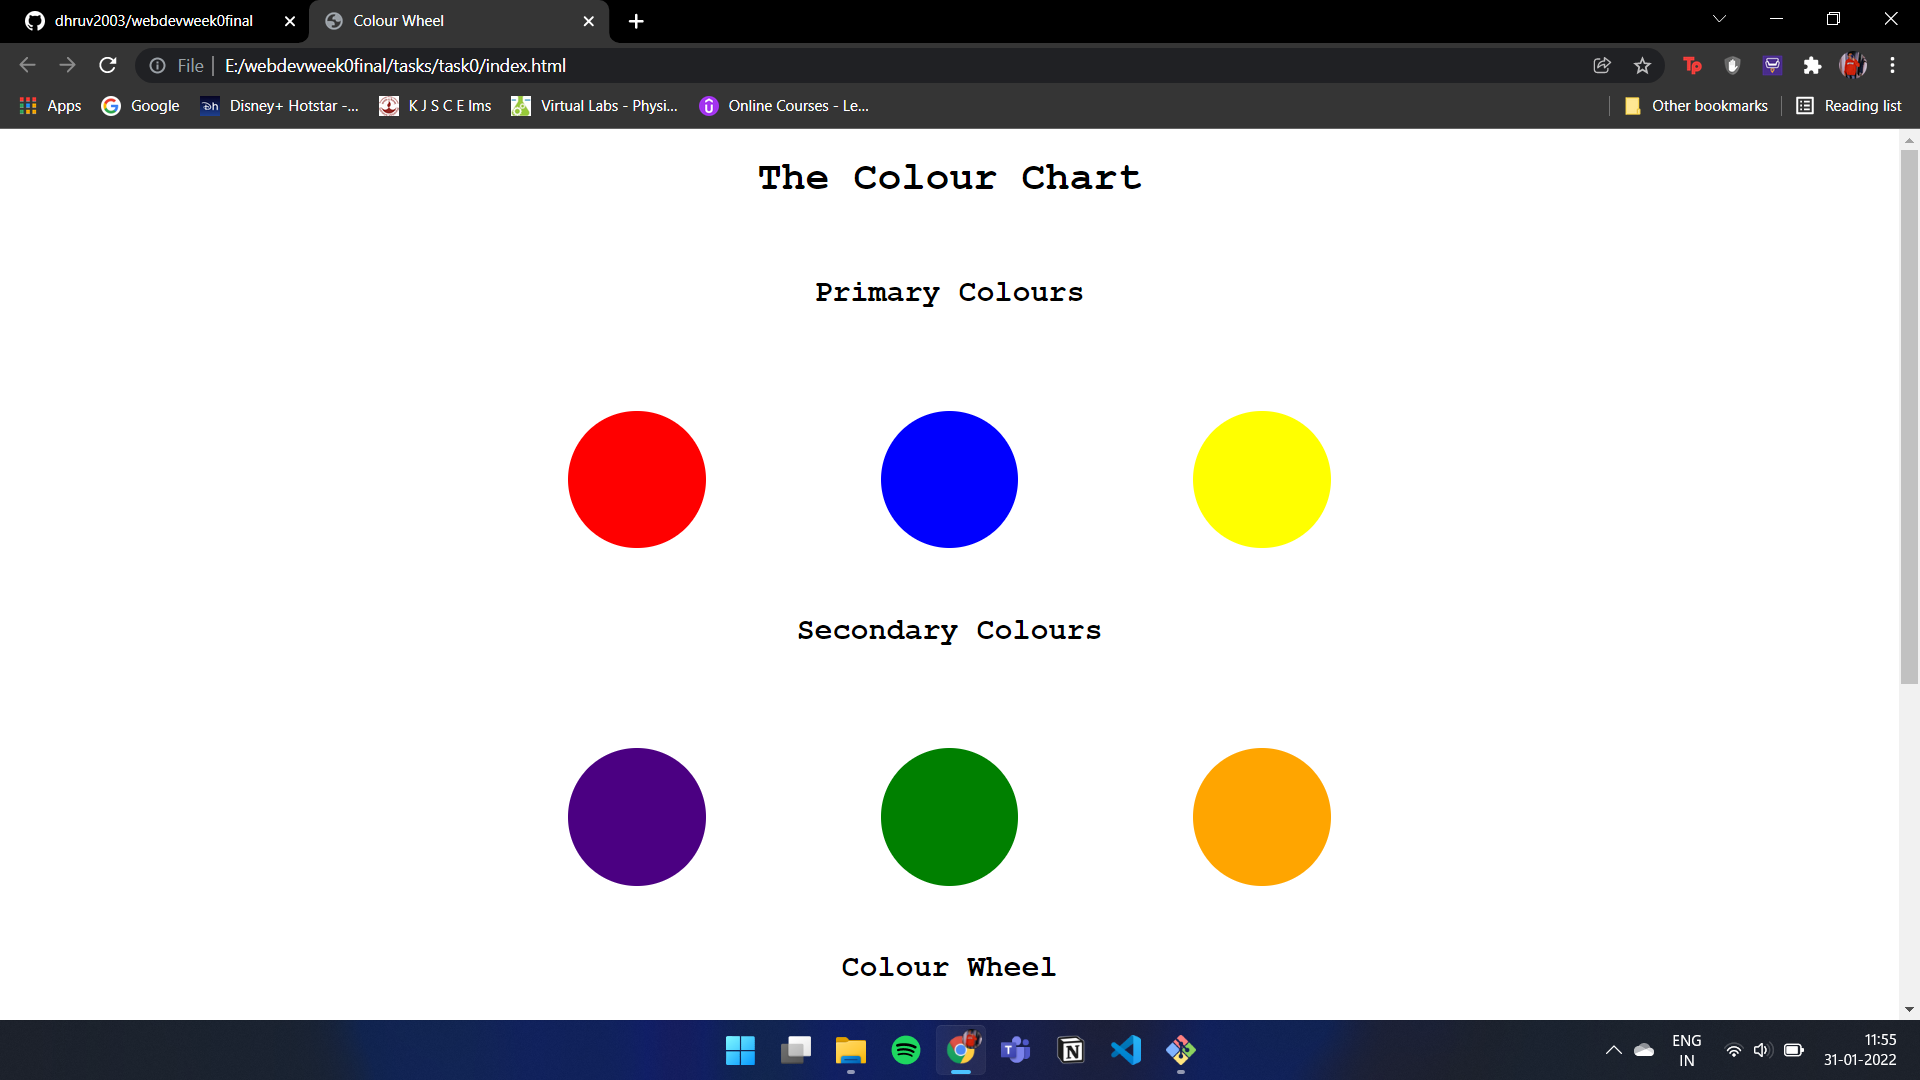 dhruv2003/webdevweek0final
Colour Wheel
File
E:/webdevweek0final/tasks/task0/index.html
Tp
Apps
Google
Disney+ Hotstar -...
K J S C E lms
Virtual Labs - Physi...
Online Courses - Le...
Other bookmarks
Reading list
The Colour Chart
Primary Colours
Secondary Colours
Colour Wheel
ENG
IN
11:55
31-01-2022